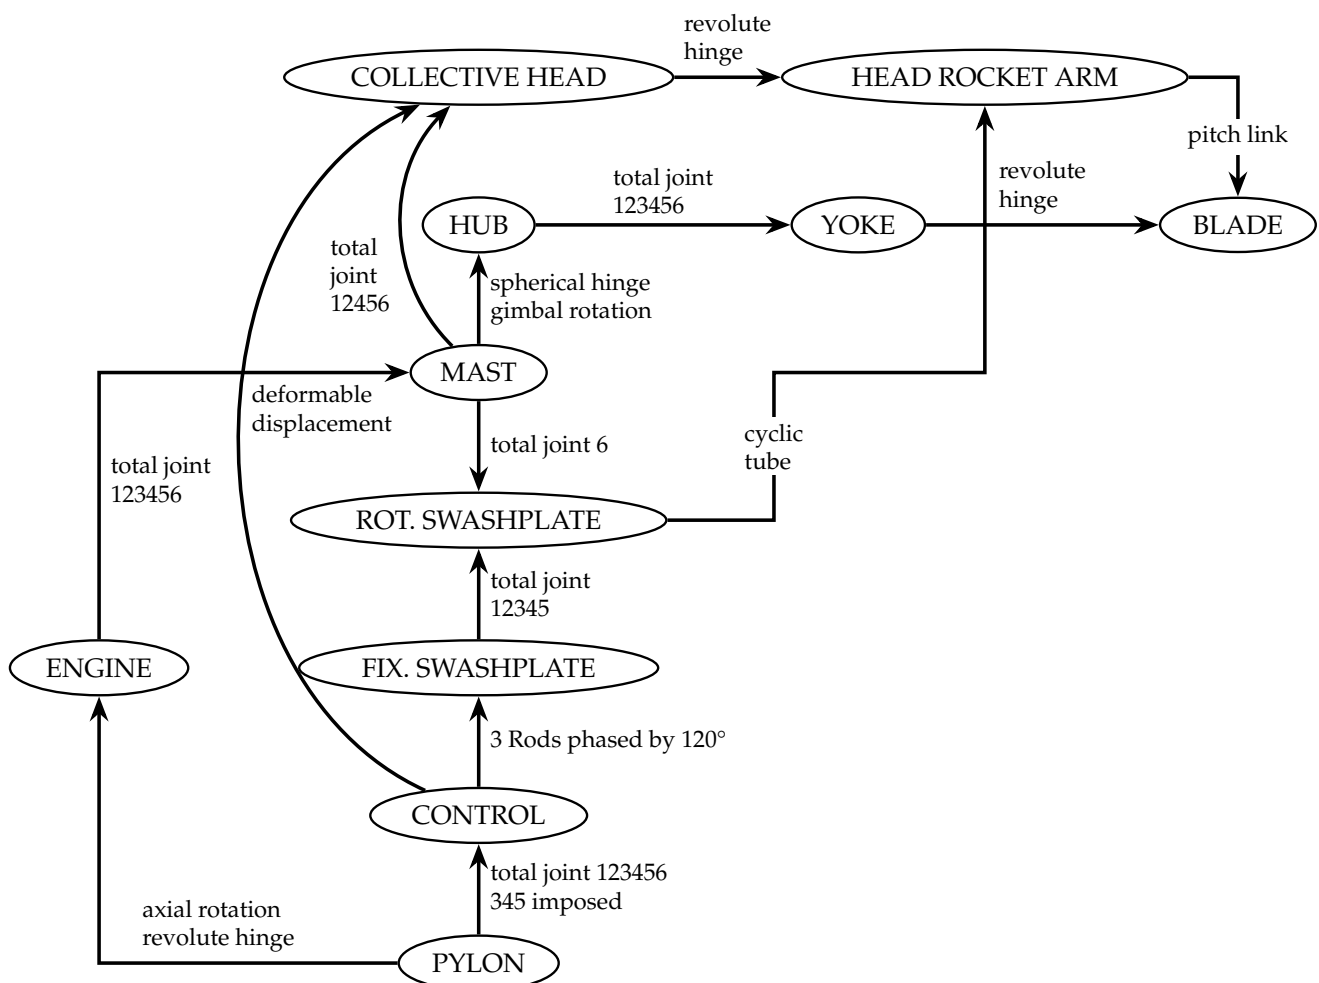 revolute
hinge
COLLECTIVE HEAD
HEAD ROCKET ARM
pitch link
total joint
123456
revolute
hinge
HUB
YOKE
BLADE
total
joint
12456
spherical hinge
gimbal rotation
MAST
deformable
displacement
total joint 6
cyclic
tube
total joint
123456
ROT. SWASHPLATE
total joint
12345
ENGINE
FIX. SWASHPLATE
3 Rods phased by 120°
CONTROL
total joint 123456
345 imposed
axial rotation
revolute hinge
PYLON